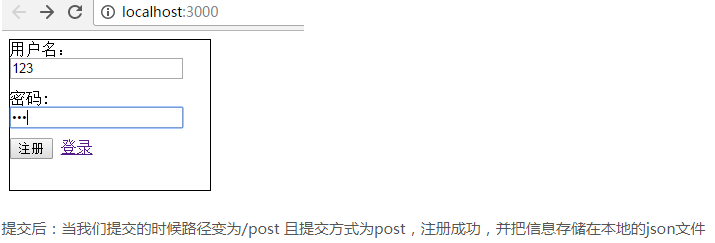 localhost:3000
用户名：
123
密码：
•••
注册 登录
提交后：当我们提交的时候路径变为/post 且提交方式为post，注册成功，并把信息存储在本地的json文件